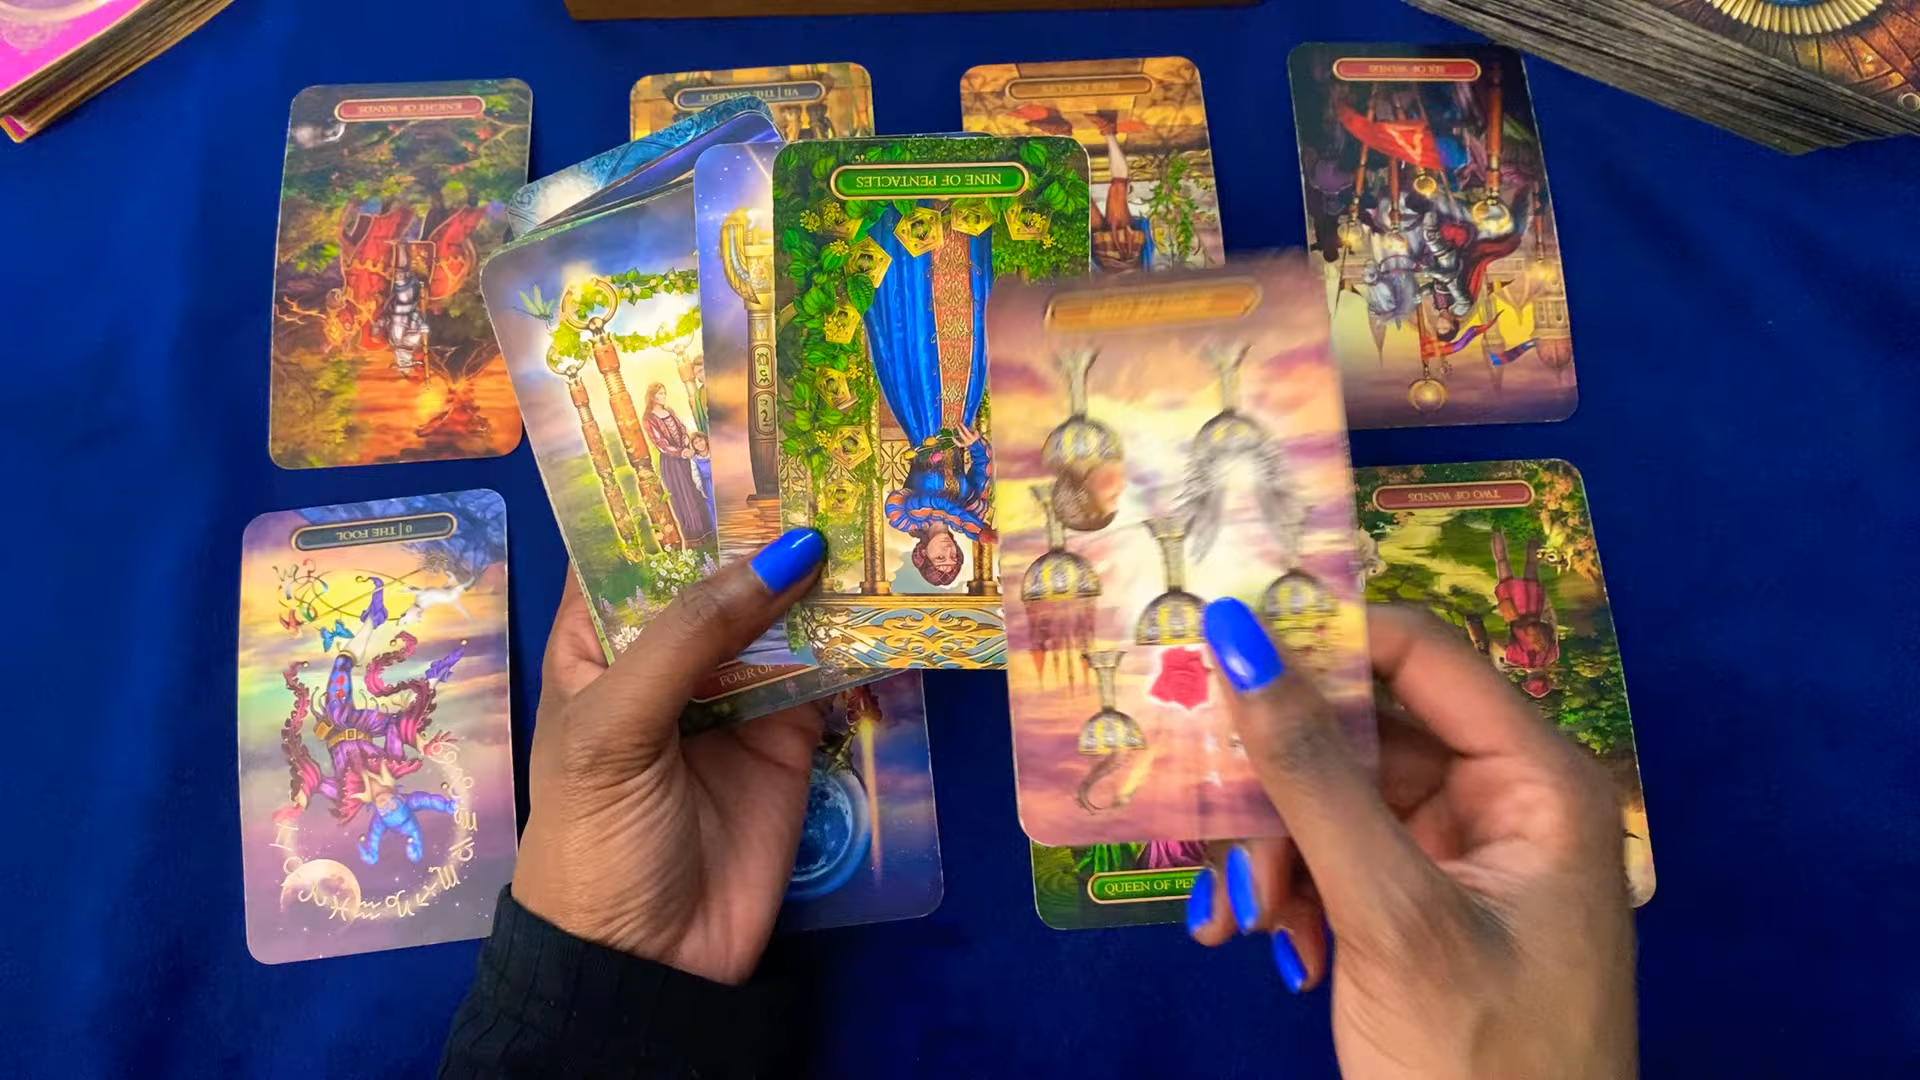 KNIGHT OF WANDS
VII | THE CHARIOT
SIX OF WANDS
NINE OF PENTACLES
TWO OF WANDS
0 | THE FOOL
FOUR OF
QUEEN OF PEN